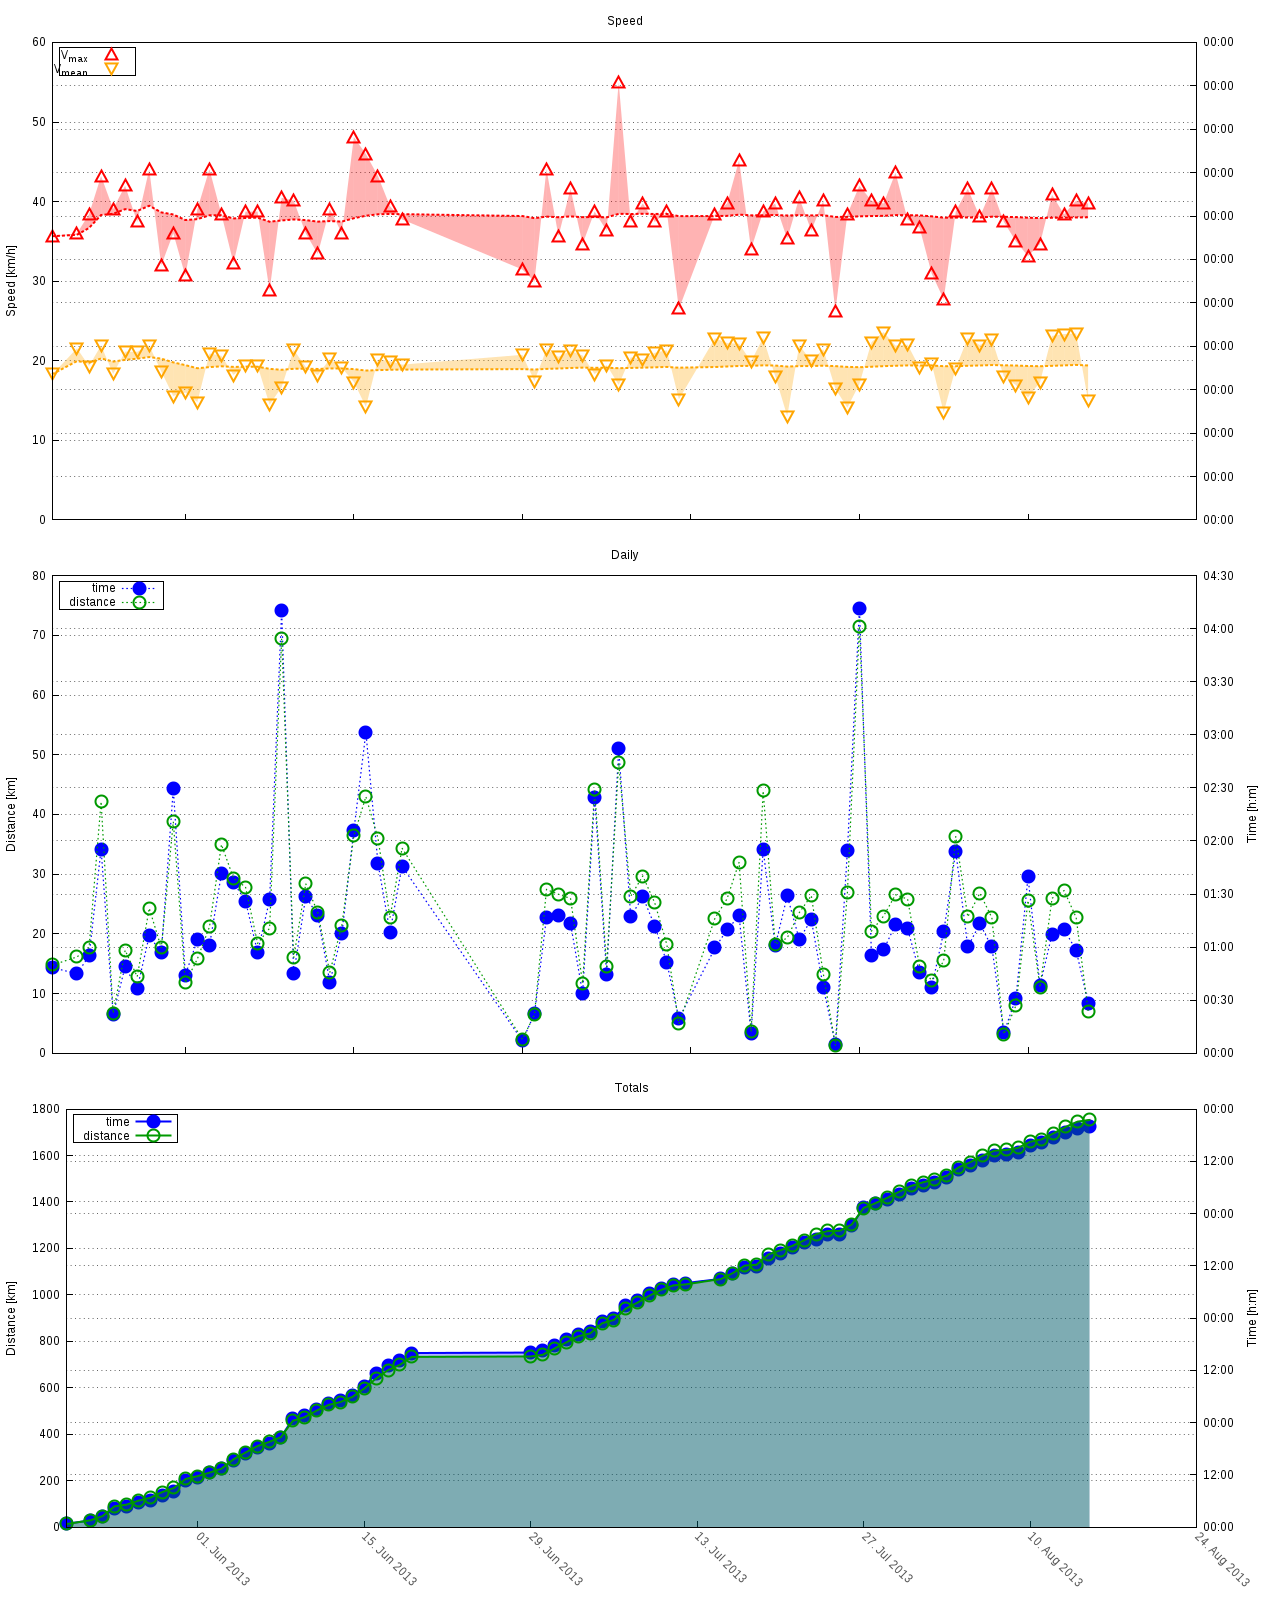 Speed
60
50
40
30
20
10
0
Speed [km/h]
Vmax
Vmean
00:00
00:00
00:00
00:00
00:00
00:00
00:00
00:00
00:00
00:00
00:00
00:00
Daily
80
70
60
50
40
30
20
10
0
Distance [km]
time
distance
04:30
04:00
03:30
03:00
02:30
02:00
01:30
01:00
00:30
00:00
Time [h:m]
Totals
1800
1600
1400
1200
1000
800
600
400
200
0
Distance [km]
time
distance
00:00
12:00
00:00
12:00
00:00
12:00
00:00
12:00
00:00
Time [h:m]
01. Jun 2013
15. Jun 2013
29. Jun 2013
13. Jul 2013
27. Jul 2013
10. Aug 2013
24. Aug 2013